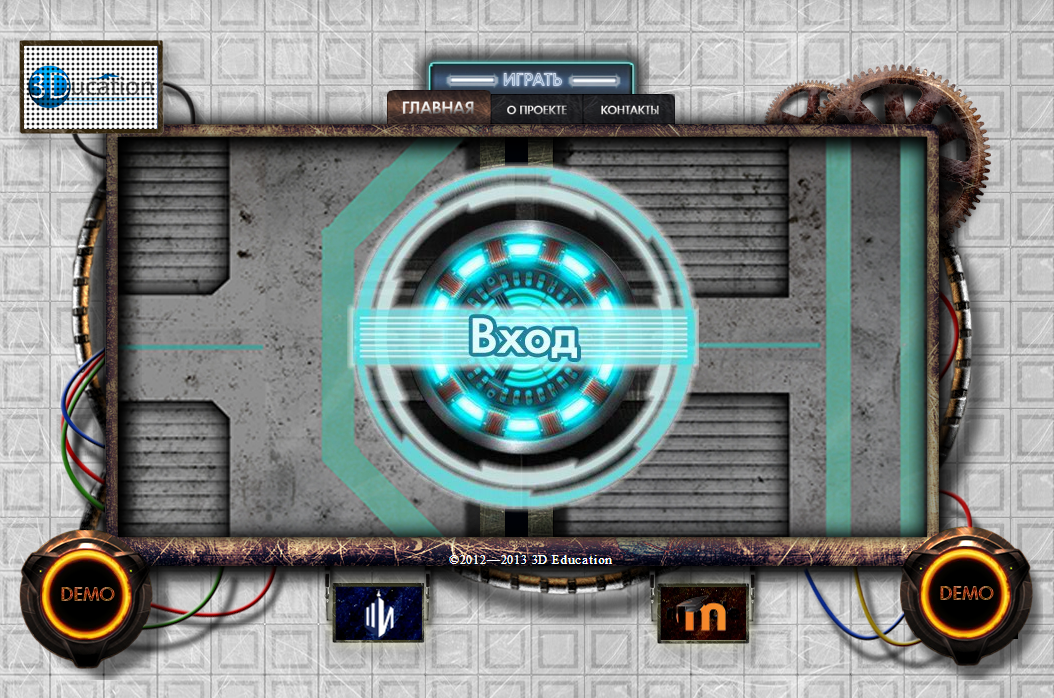 3Ducation
ИГРАТЬ
ГЛАВНАЯ
О ПРОЕКТЕ
КОНТАКТЫ
Вход
©2012—2013 3D Education
DEMO
DEMO